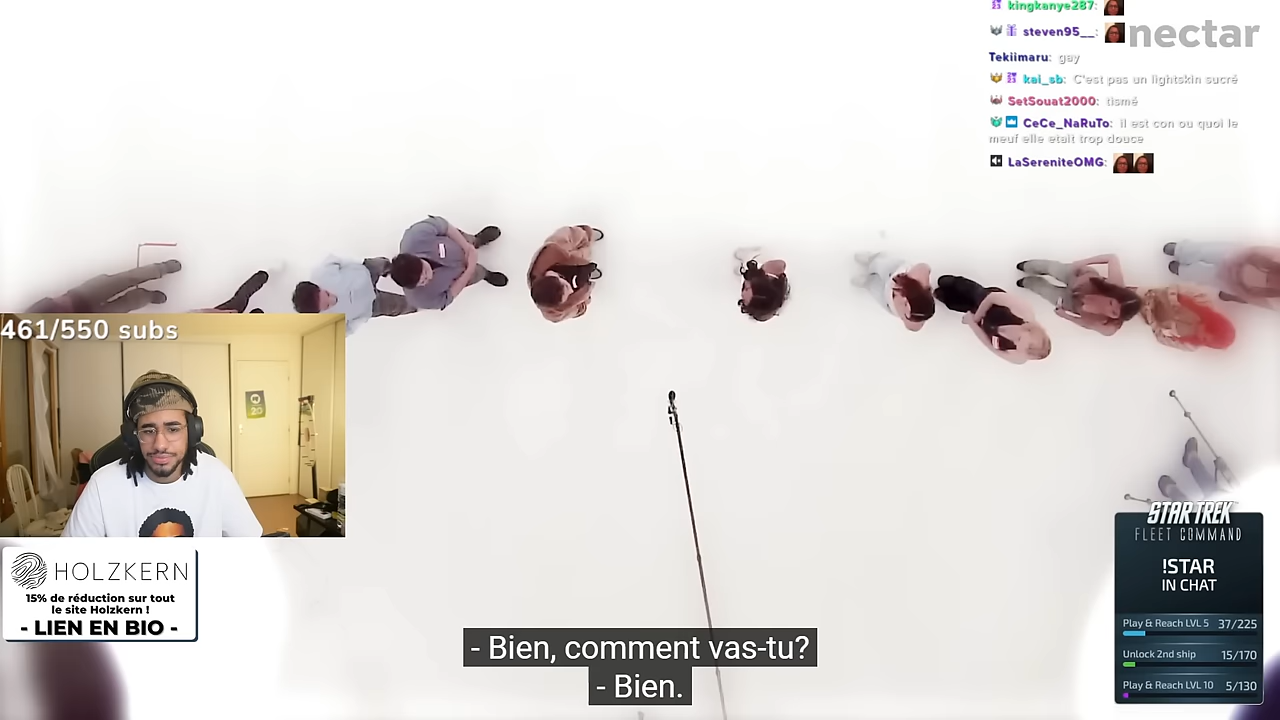 kingkanye287:
steven95__:
nectar
Tekiimaru: gay
kai_sb: C'est pas un lightskin sucré
SetSouat2000: tismé
CeCe_NaRuTo: il est con ou quoi le
meuf elle etait trop douce
LaSereniteOMG:
461/550 subs
HOLZKERN
15% de réduction sur tout
le site Holzkern !
- LIEN EN BIO -
STAR TREK
FLEET COMMAND
!STAR
IN CHAT
Play & Reach LVL 5 37/225
Unlock 2nd ship 15/170
Play & Reach LVL 10 5/130
- Bien, comment vas-tu?
- Bien.